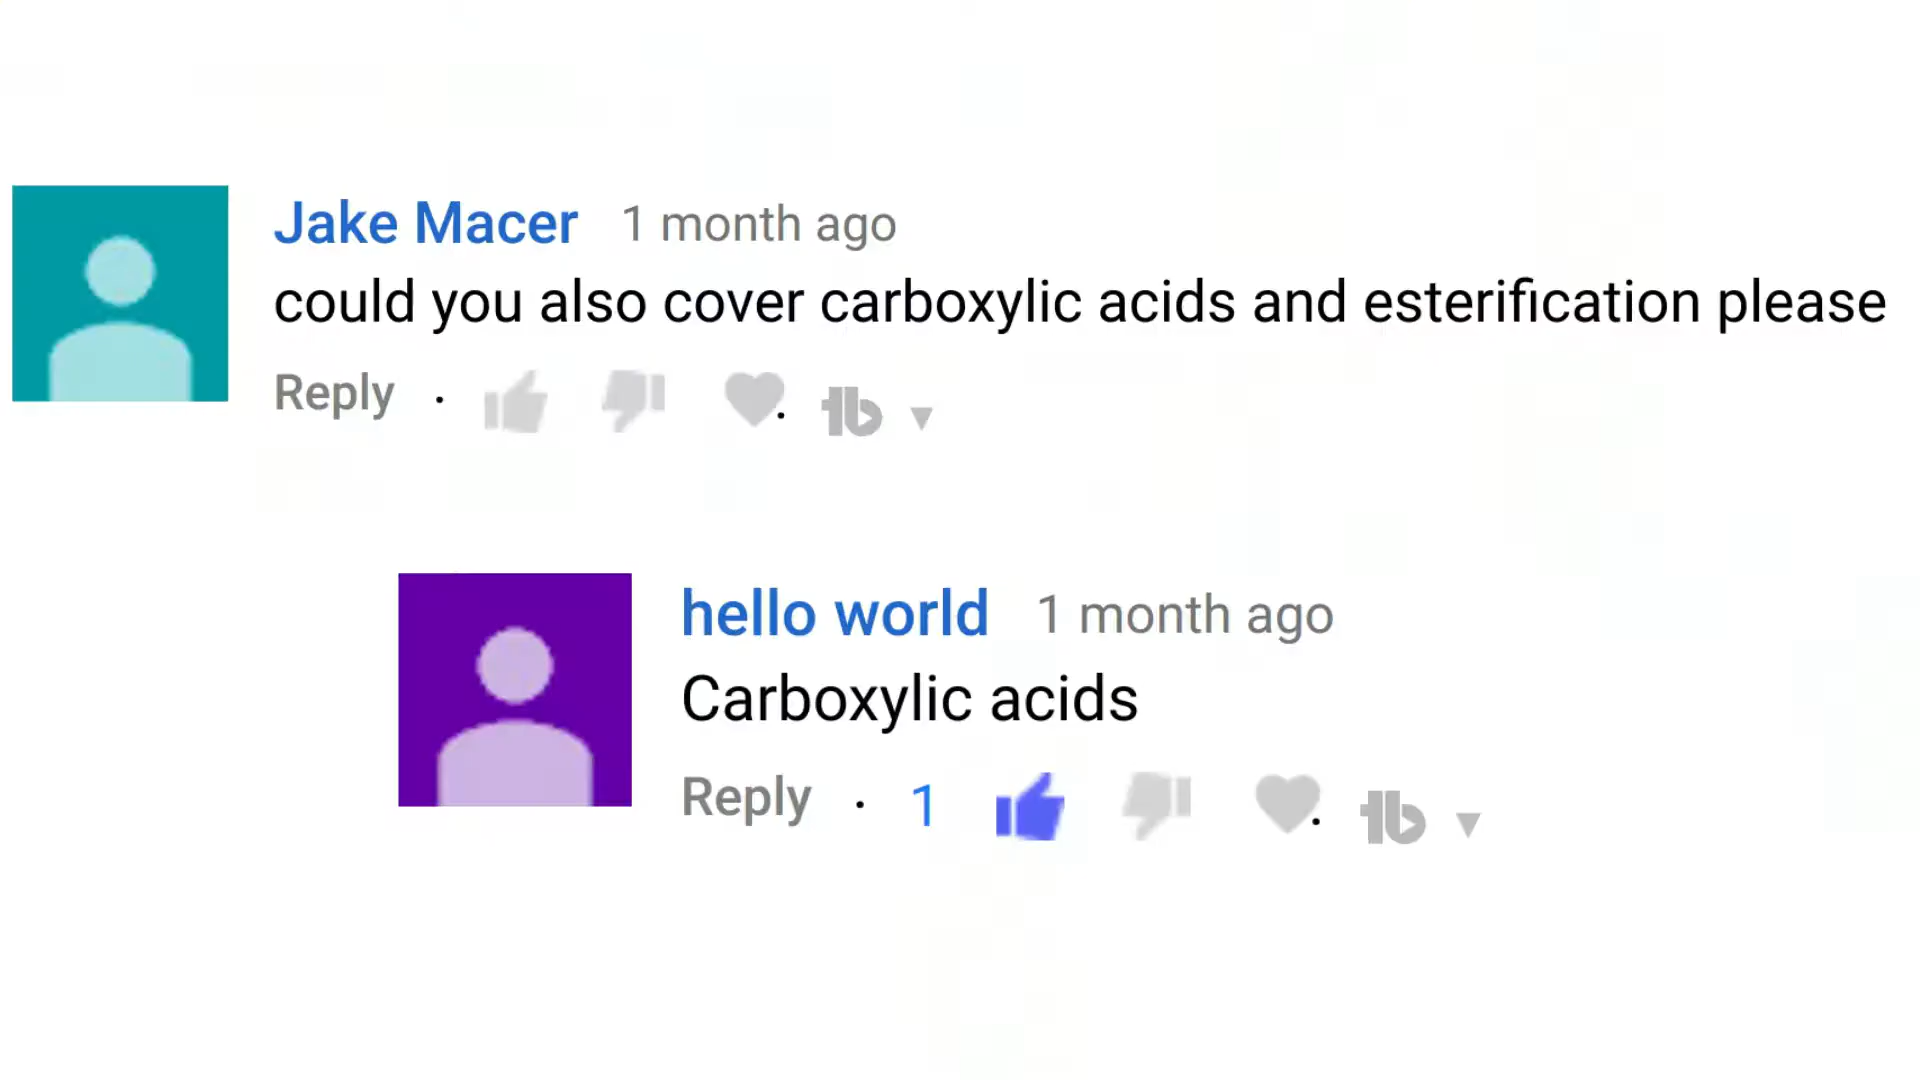 Jake Macer 1 month ago
could you also cover carboxylic acids and esterification please
Reply ·
hello world 1 month ago
Carboxylic acids
Reply · 1